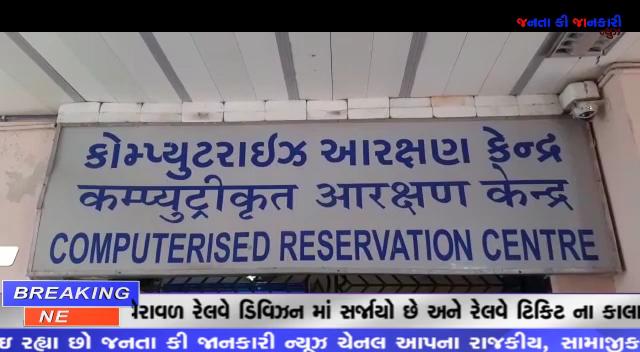 જનતા કી જાનકારી
ન્યુઝ
કોમ્પ્યુટરાઇઝ આરક્ષણ કેન્દ્ર
कम्प्युट्रीकृत आरक्षण केन्द्र
COMPUTERISED RESERVATION CENTRE
BREAKING
NE
વેરાવળ રેલવે ડિવિઝન માં સર્જાયો છે અને રેલવે ટિકિટ ના કાલા
રહ્યા છો જનતા કી જાનકારી ન્યૂઝ ચેનલ આપના રાજકીય, સામાજીક